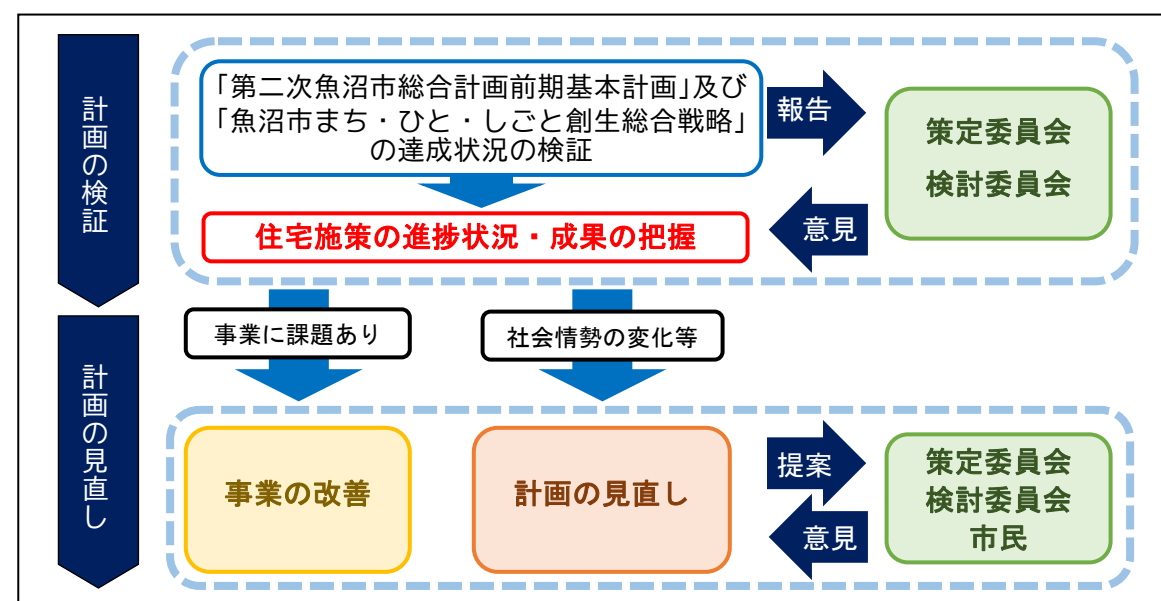 計画の検証
「第二次魚沼市総合計画前期基本計画」及び
「魚沼市まち・ひと・しごと創生総合戦略」
の達成状況の検証
報告
策定委員会
検討委員会
意見
住宅施策の進捗状況・成果の把握
事業に課題あり
社会情勢の変化等
計画の見直し
事業の改善
計画の見直し
提案
意見
策定委員会
検討委員会
市民